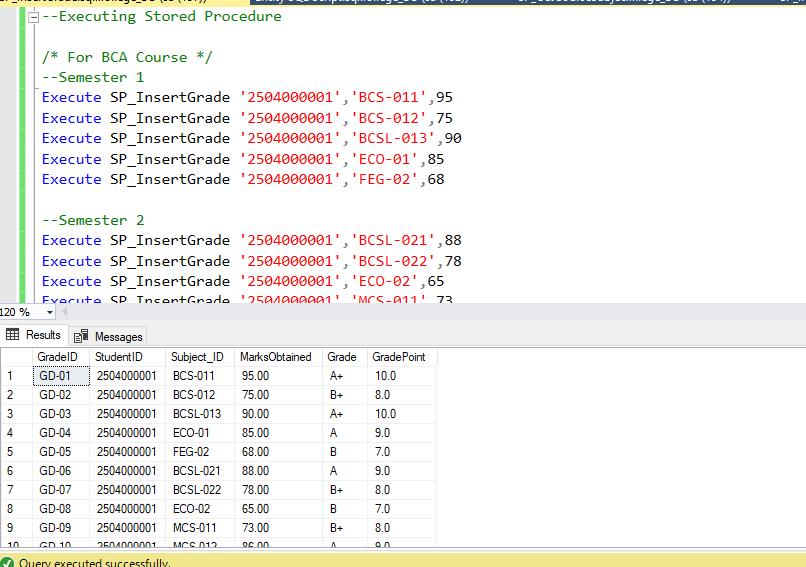 --Executing Stored Procedure
/* For BCA Course */
--Semester 1
Execute SP_InsertGrade '2504000001','BCS-011',95
Execute SP_InsertGrade '2504000001','BCS-012',75
Execute SP_InsertGrade '2504000001','BCSL-013',90
Execute SP_InsertGrade '2504000001','ECO-01',85
Execute SP_InsertGrade '2504000001','FEG-02',68
--Semester 2
Execute SP_InsertGrade '2504000001','BCSL-021',88
Execute SP_InsertGrade '2504000001','BCSL-022',78
Execute SP_InsertGrade '2504000001','ECO-02',65
Execute SP_InsertGrade '2504000001','MCS-011',73
120 %
Results Messages
GradeID StudentID Subject_ID MarksObtained Grade GradePoint
1 GD-01 2504000001 BCS-011 95.00 A+ 10.0
2 GD-02 2504000001 BCS-012 75.00 B+ 8.0
3 GD-03 2504000001 BCSL-013 90.00 A+ 10.0
4 GD-04 2504000001 ECO-01 85.00 A 9.0
5 GD-05 2504000001 FEG-02 68.00 B 7.0
6 GD-06 2504000001 BCSL-021 88.00 A 9.0
7 GD-07 2504000001 BCSL-022 78.00 B+ 8.0
8 GD-08 2504000001 ECO-02 65.00 B 7.0
9 GD-09 2504000001 MCS-011 73.00 B+ 8.0
10 GD-10 2504000001 MCS-012 86.00 A 9.0
Query executed successfully.